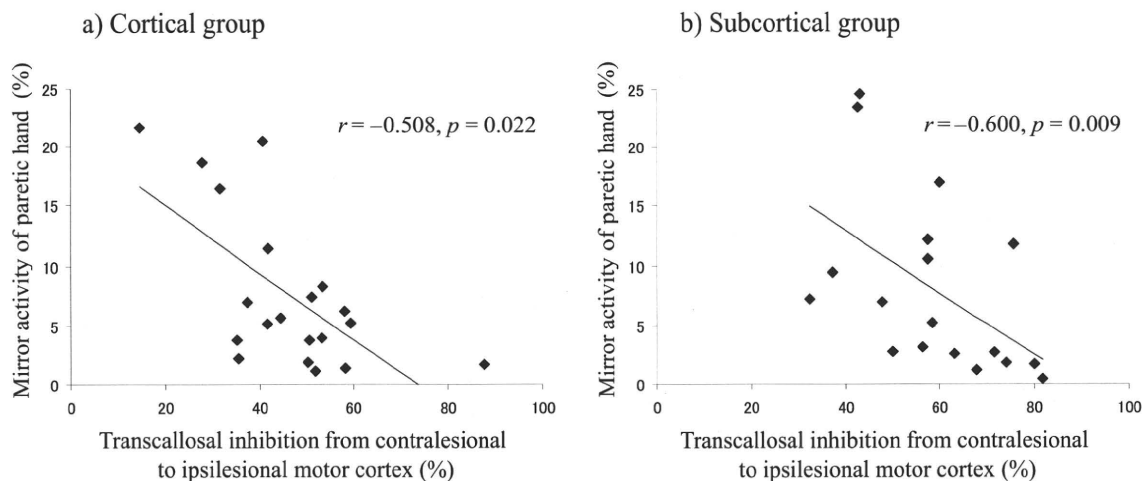 a) Cortical group
Mirror activity of paretic hand (%)
25
20
15
10
5
0
r = –0.508, p = 0.022
0
20
40
60
80
100
Transcallosal inhibition from contralesional
to ipsilesional motor cortex (%)
b) Subcortical group
Mirror activity of paretic hand (%)
25
20
15
10
5
0
r=–0.600, p = 0.009
0
20
40
60
80
100
Transcallosal inhibition from contralesional
to ipsilesional motor cortex (%)